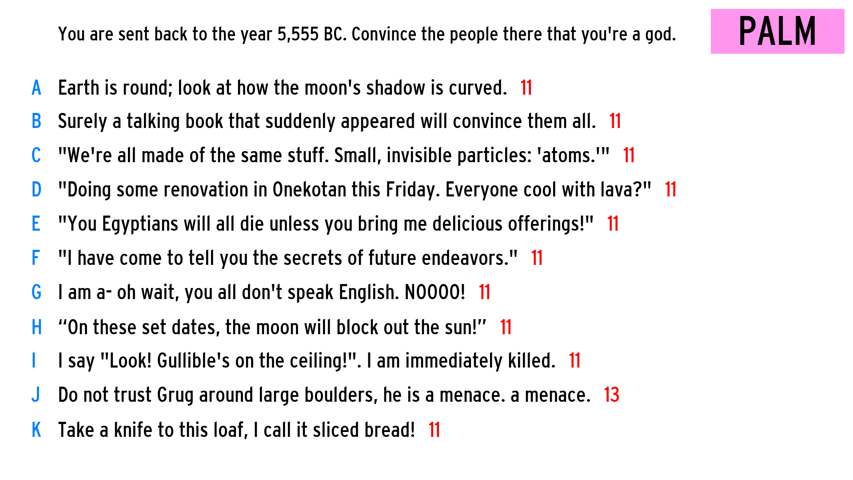 You are sent back to the year 5,555 BC. Convince the people there that you're a god.
PALM
A Earth is round; look at how the moon's shadow is curved. 11
B Surely a talking book that suddenly appeared will convince them all. 11
C "We're all made of the same stuff. Small, invisible particles: 'atoms.'" 11
D "Doing some renovation in Onekotan this Friday. Everyone cool with lava?" 11
E "You Egyptians will all die unless you bring me delicious offerings!" 11
F "I have come to tell you the secrets of future endeavors." 11
G I am a- oh wait, you all don't speak English. NOOOO! 11
H “On these set dates, the moon will block out the sun!” 11
I I say "Look! Gullible's on the ceiling!". I am immediately killed. 11
J Do not trust Grug around large boulders, he is a menace. a menace. 13
K Take a knife to this loaf, I call it sliced bread! 11